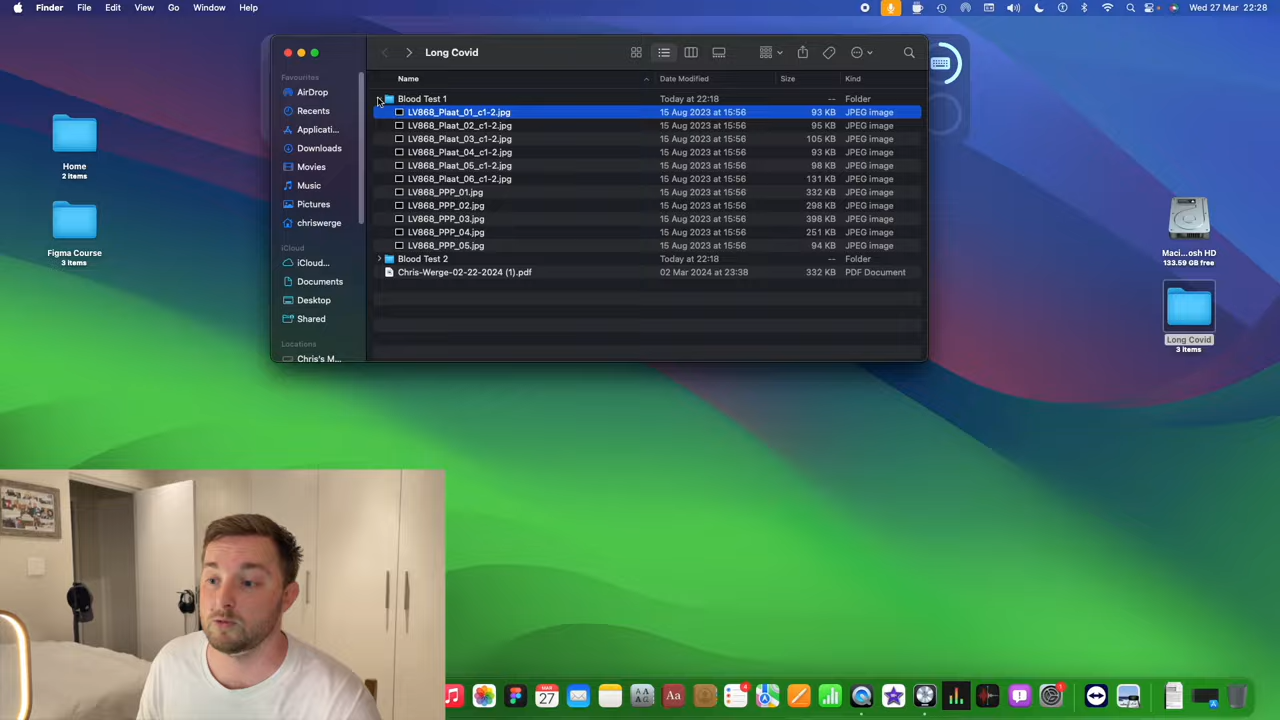 Finder File Edit View Go Window Help
Wed 27 Mar 22:28
Long Covid
Favourites
AirDrop
Recents
Applicati...
Downloads
Movies
Music
Pictures
chriswerge
iCloud
iCloud...
Documents
Desktop
Shared
Locations
Chris's M...
Name Date Modified Size Kind
Blood Test 1 Today at 22:18 -- Folder
LV868_Plaat_01_c1-2.jpg 15 Aug 2023 at 15:56 93 KB JPEG image
LV868_Plaat_02_c1-2.jpg 15 Aug 2023 at 15:56 95 KB JPEG image
LV868_Plaat_03_c1-2.jpg 15 Aug 2023 at 15:56 105 KB JPEG image
LV868_Plaat_04_c1-2.jpg 15 Aug 2023 at 15:56 93 KB JPEG image
LV868_Plaat_05_c1-2.jpg 15 Aug 2023 at 15:56 98 KB JPEG image
LV868_Plaat_06_c1-2.jpg 15 Aug 2023 at 15:56 131 KB JPEG image
LV868_PPP_01.jpg 15 Aug 2023 at 15:56 332 KB JPEG image
LV868_PPP_02.jpg 15 Aug 2023 at 15:56 298 KB JPEG image
LV868_PPP_03.jpg 15 Aug 2023 at 15:56 398 KB JPEG image
LV868_PPP_04.jpg 15 Aug 2023 at 15:56 251 KB JPEG image
LV868_PPP_05.jpg 15 Aug 2023 at 15:56 94 KB JPEG image
Blood Test 2 Today at 22:18 -- Folder
Chris-Werge-02-22-2024 (1).pdf 02 Mar 2024 at 23:38 332 KB PDF Document
Home
2 items
Figma Course
3 items
Maci...osh HD
133.59 GB free
Long Covid
3 items
MAR
27
Aa
4